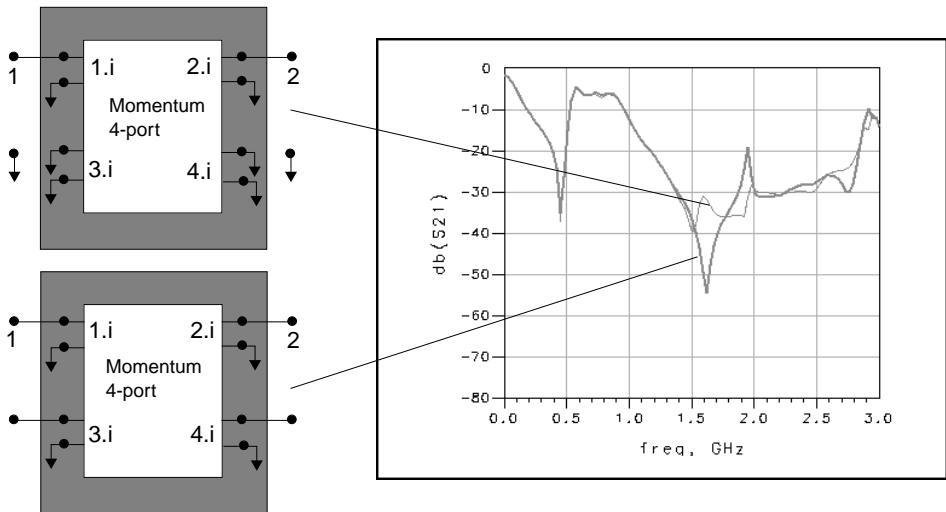 1
1.i
2.i
2
Momentum
4-port
3.i
4.i
1
1.i
2.i
2
Momentum
4-port
3.i
4.i
db(S21)
0
-10
-20
-30
-40
-50
-60
-70
-80
0.0
0.5
1.0
1.5
2.0
2.5
3.0
freq, GHz